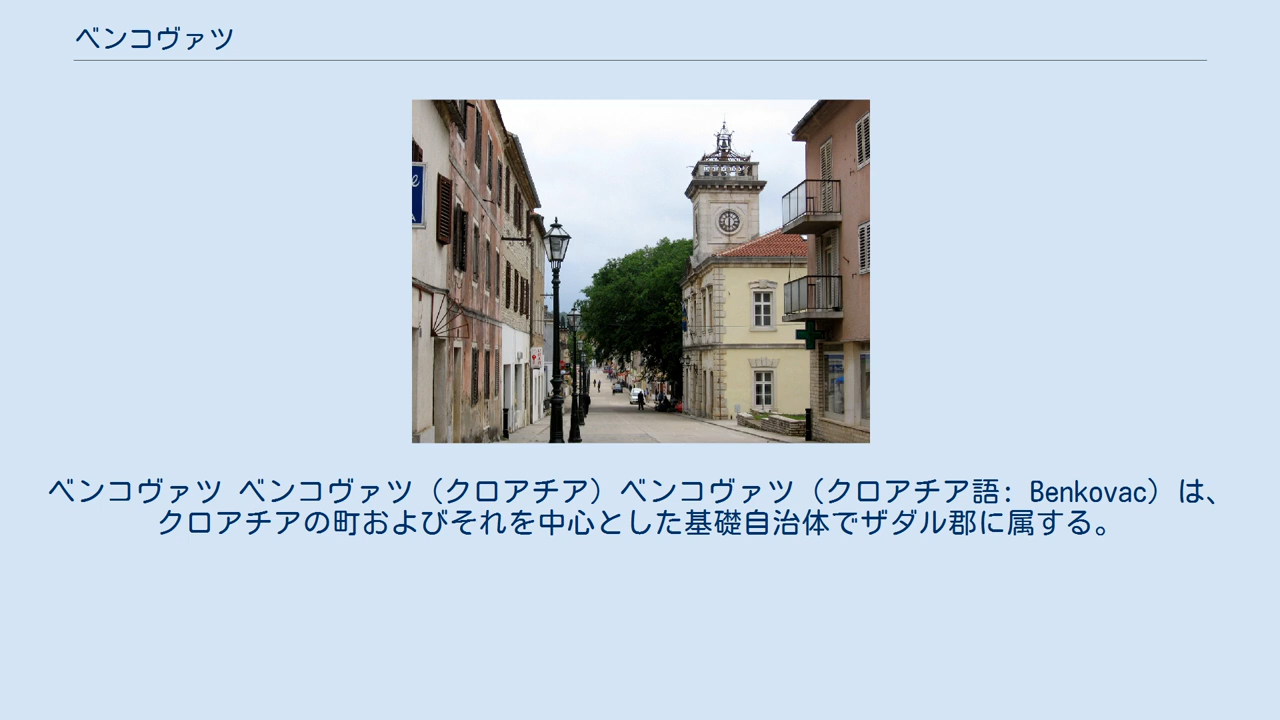 ベンコヴァツ
ベンコヴァツ ベンコヴァツ（クロアチア）ベンコヴァツ（クロアチア語: Benkovac）は、
クロアチアの町およびそれを中心とした基礎自治体でザダル郡に属する。